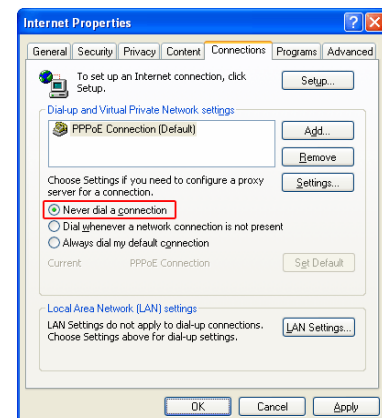 Internet Properties
General Security Privacy Content Connections Programs Advanced
To set up an Internet connection, click
Setup.
Setup...
Dial-up and Virtual Private Network settings
PPPoE Connection (Default)
Add...
Remove
Choose Settings if you need to configure a proxy
server for a connection.
Settings...
Never dial a connection
Dial whenever a network connection is not present
Always dial my default connection
Current PPPoE Connection Set Default
Local Area Network (LAN) settings
LAN Settings do not apply to dial-up connections.
Choose Settings above for dial-up settings.
LAN Settings...
OK Cancel Apply